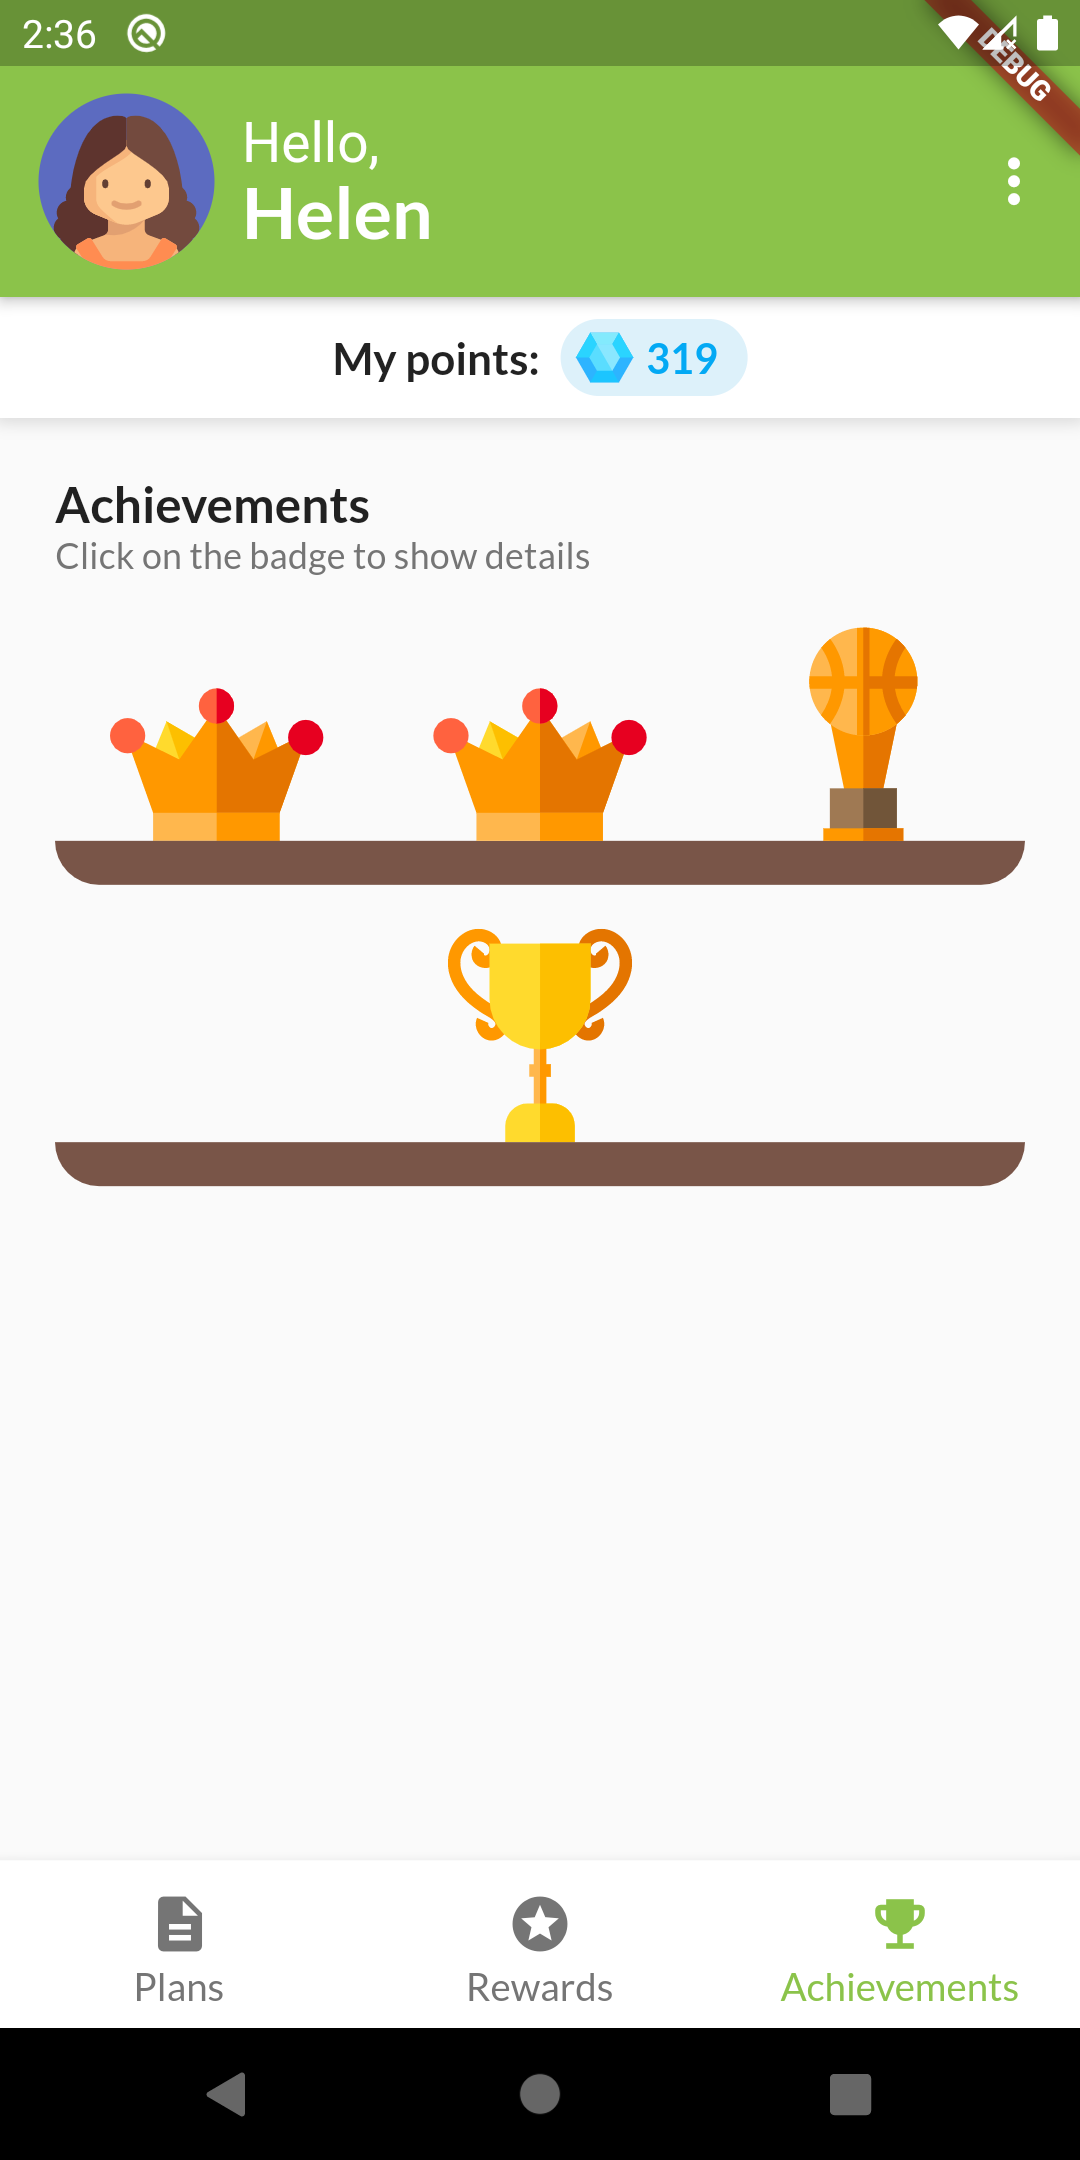 2:36
DEBUG
Hello,
Helen
My points: 319
Achievements
Click on the badge to show details
Plans
Rewards
Achievements